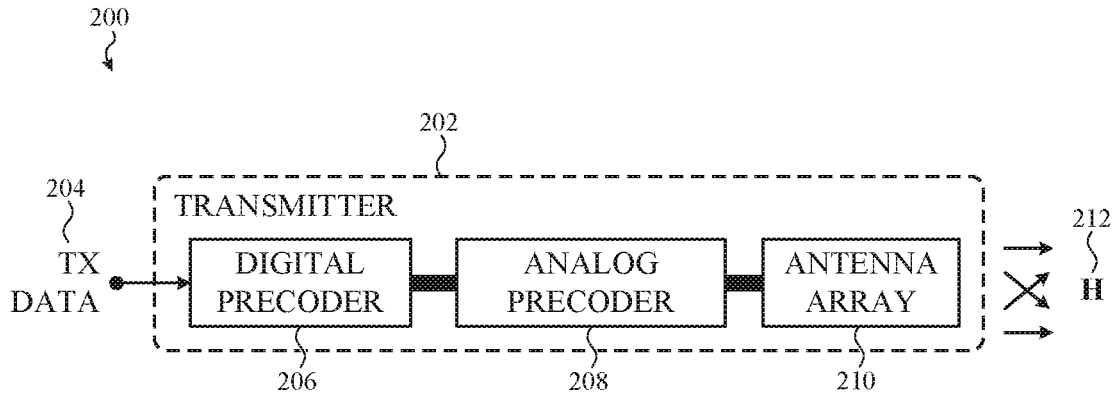 200
202
204
TRANSMITTER
212
TX
DATA
DIGITAL
PRECODER
ANALOG
PRECODER
ANTENNA
ARRAY
H
206
208
210